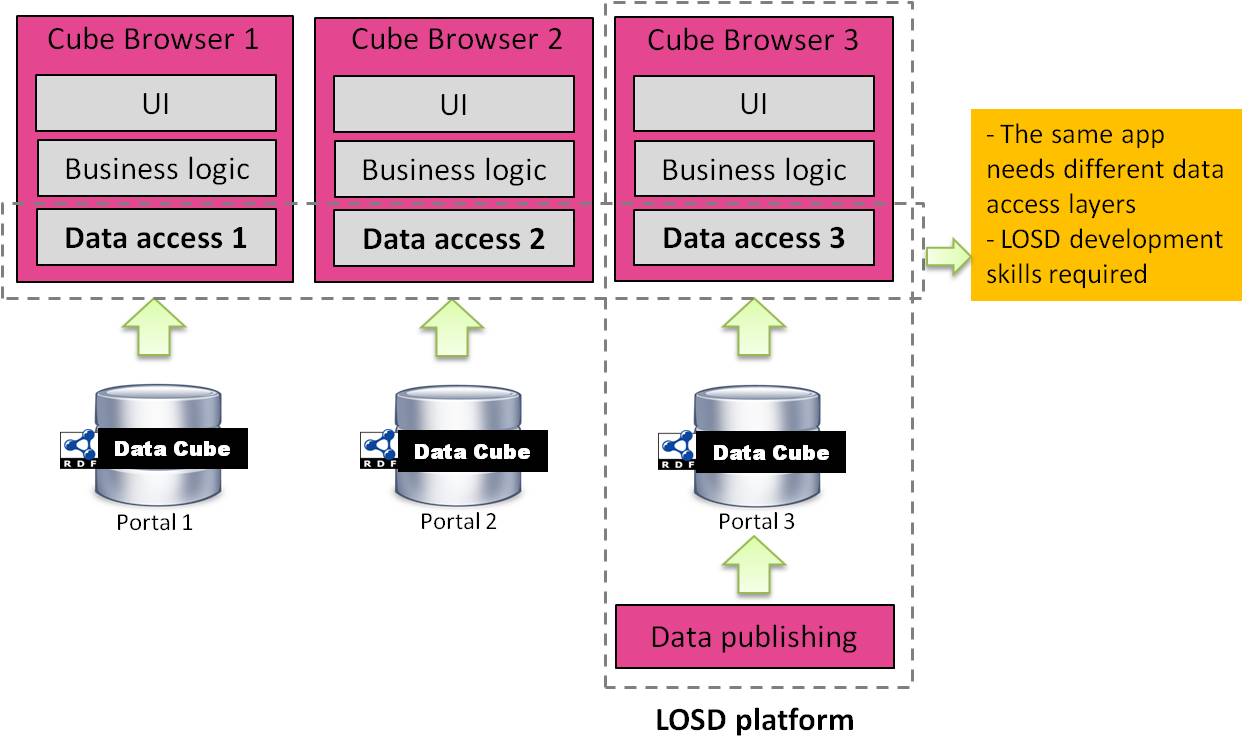 Cube Browser 1
UI
Business logic
Data access 1
Cube Browser 2
UI
Business logic
Data access 2
Cube Browser 3
UI
Business logic
Data access 3
- The same app
needs different data
access layers
- LOSD development
skills required
RDF
Data Cube
Portal 1
RDF
Data Cube
Portal 2
RDF
Data Cube
Portal 3
Data publishing
LOSD platform